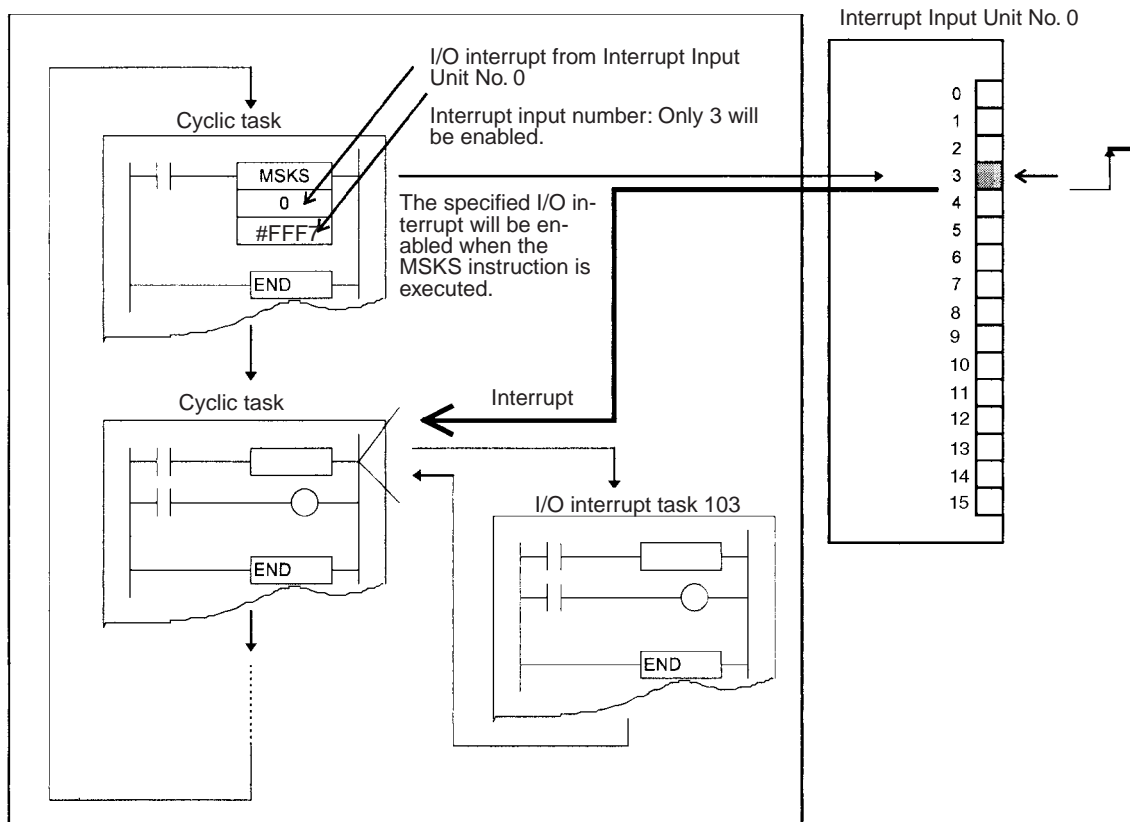 Interrupt Input Unit No. 0
I/O interrupt from Interrupt Input
Unit No. 0
Interrupt input number: Only 3 will
be enabled.
Cyclic task
MSKS
0
#FFF7
The specified I/O in-
terrupt will be en-
abled when the
MSKS instruction is
executed.
END
0
1
2
3
4
5
6
7
8
9
10
11
12
13
14
15
Cyclic task
Interrupt
END
I/O interrupt task 103
END